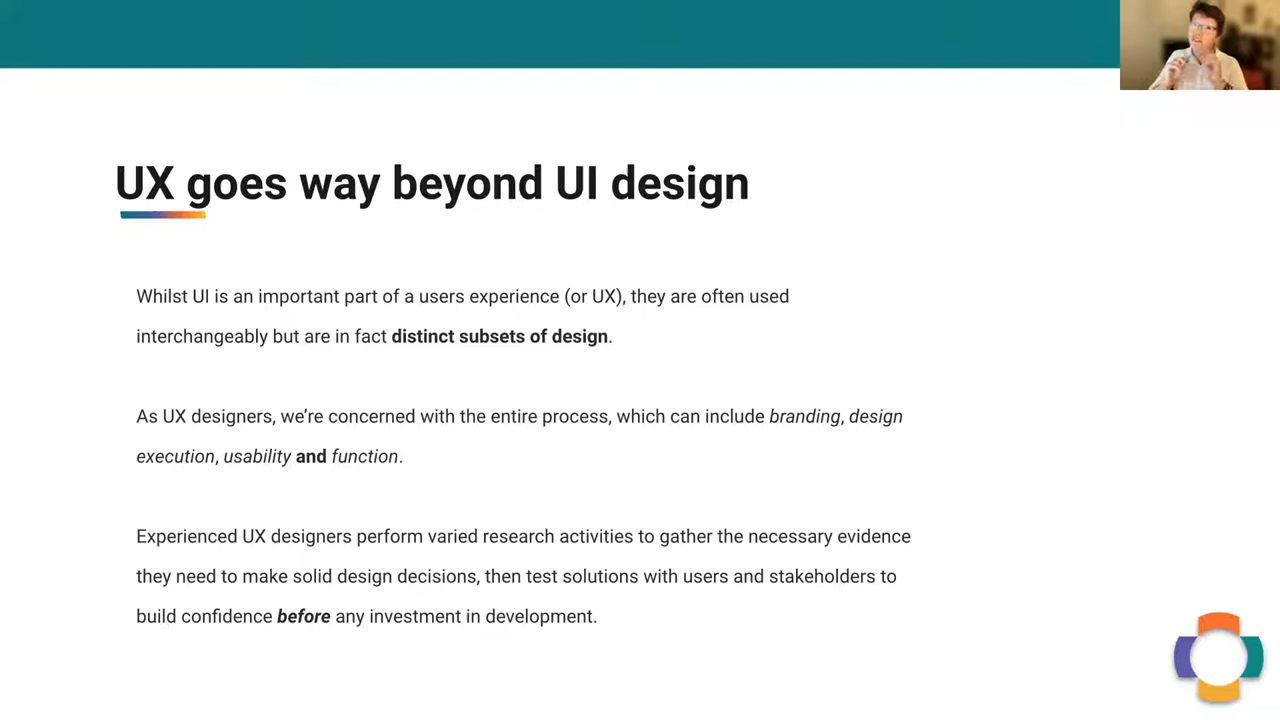 UX goes way beyond UI design
Whilst UI is an important part of a users experience (or UX), they are often used
interchangeably but are in fact distinct subsets of design.
As UX designers, we’re concerned with the entire process, which can include branding, design
execution, usability and function.
Experienced UX designers perform varied research activities to gather the necessary evidence
they need to make solid design decisions, then test solutions with users and stakeholders to
build confidence before any investment in development.